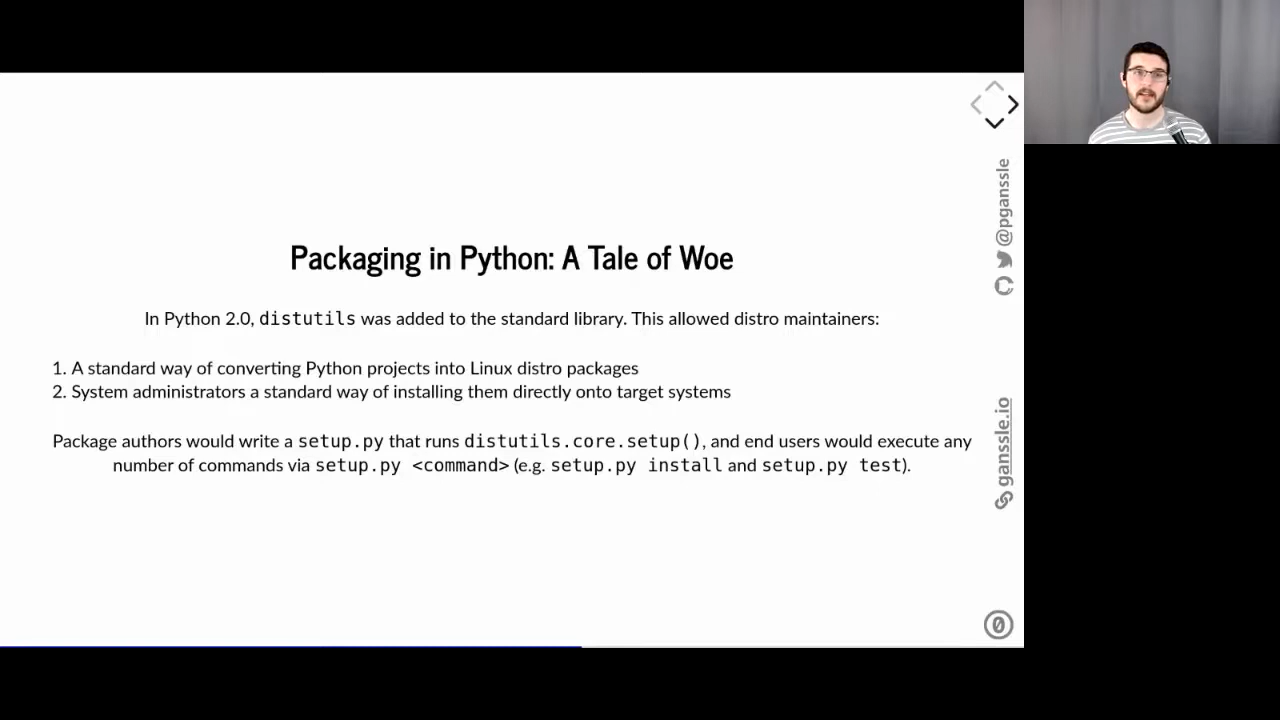 Packaging in Python: A Tale of Woe
In Python 2.0, distutils was added to the standard library. This allowed distro maintainers:
1. A standard way of converting Python projects into Linux distro packages
2. System administrators a standard way of installing them directly onto target systems
Package authors would write a setup.py that runs distutils.core.setup(), and end users would execute any
number of commands via setup.py <command> (e.g. setup.py install and setup.py test).
@pganssle
ganssle.io
0